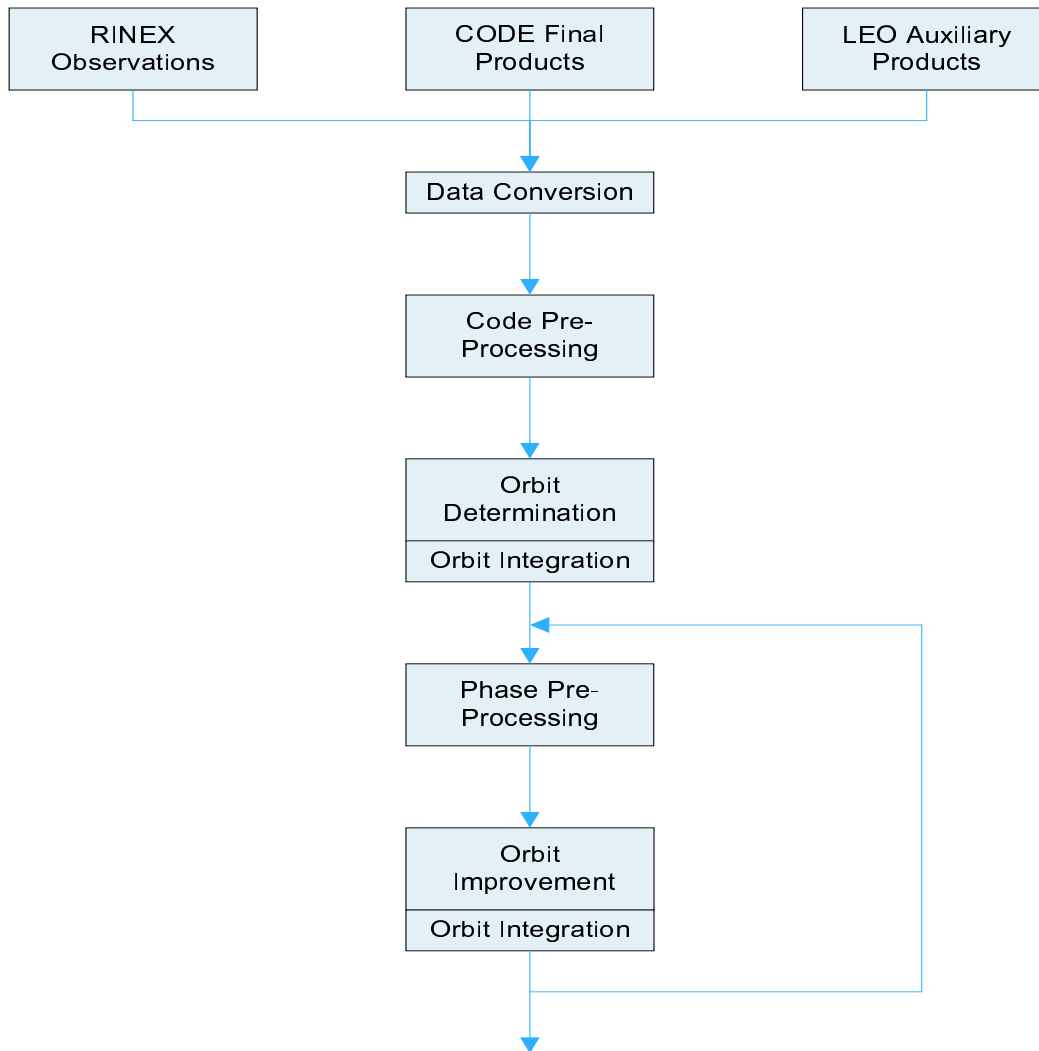 RINEX
Observations
CODE Final
Products
LEO Auxiliary
Products
Data Conversion
Code Pre-
Processing
Orbit
Determination
Orbit Integration
Phase Pre-
Processing
Orbit
Improvement
Orbit Integration